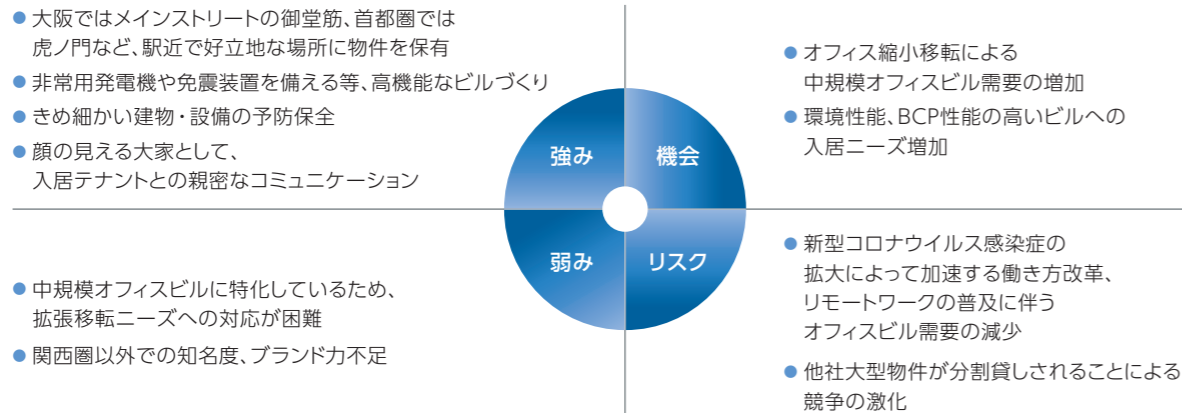 ● 大阪ではメインストリートの御堂筋、首都圏では
虎ノ門など、駅近で好立地な場所に物件を保有
● 非常用発電機や免震装置を備える等、高機能なビルづくり
● きめ細かい建物・設備の予防保全
● 顔の見える大家として、
入居テナントとの親密なコミュニケーション
強み
機会
● オフィス縮小移転による
中規模オフィスビル需要の増加
● 環境性能、BCP性能の高いビルへの
入居ニーズ増加
● 中規模オフィスビルに特化しているため、
拡張移転ニーズへの対応が困難
● 関西圏以外での知名度、ブランド力不足
弱み
リスク
● 新型コロナウイルス感染症の
拡大によって加速する働き方改革、
リモートワークの普及に伴う
オフィスビル需要の減少
● 他社大型物件が分割貸しされることによる
競争の激化